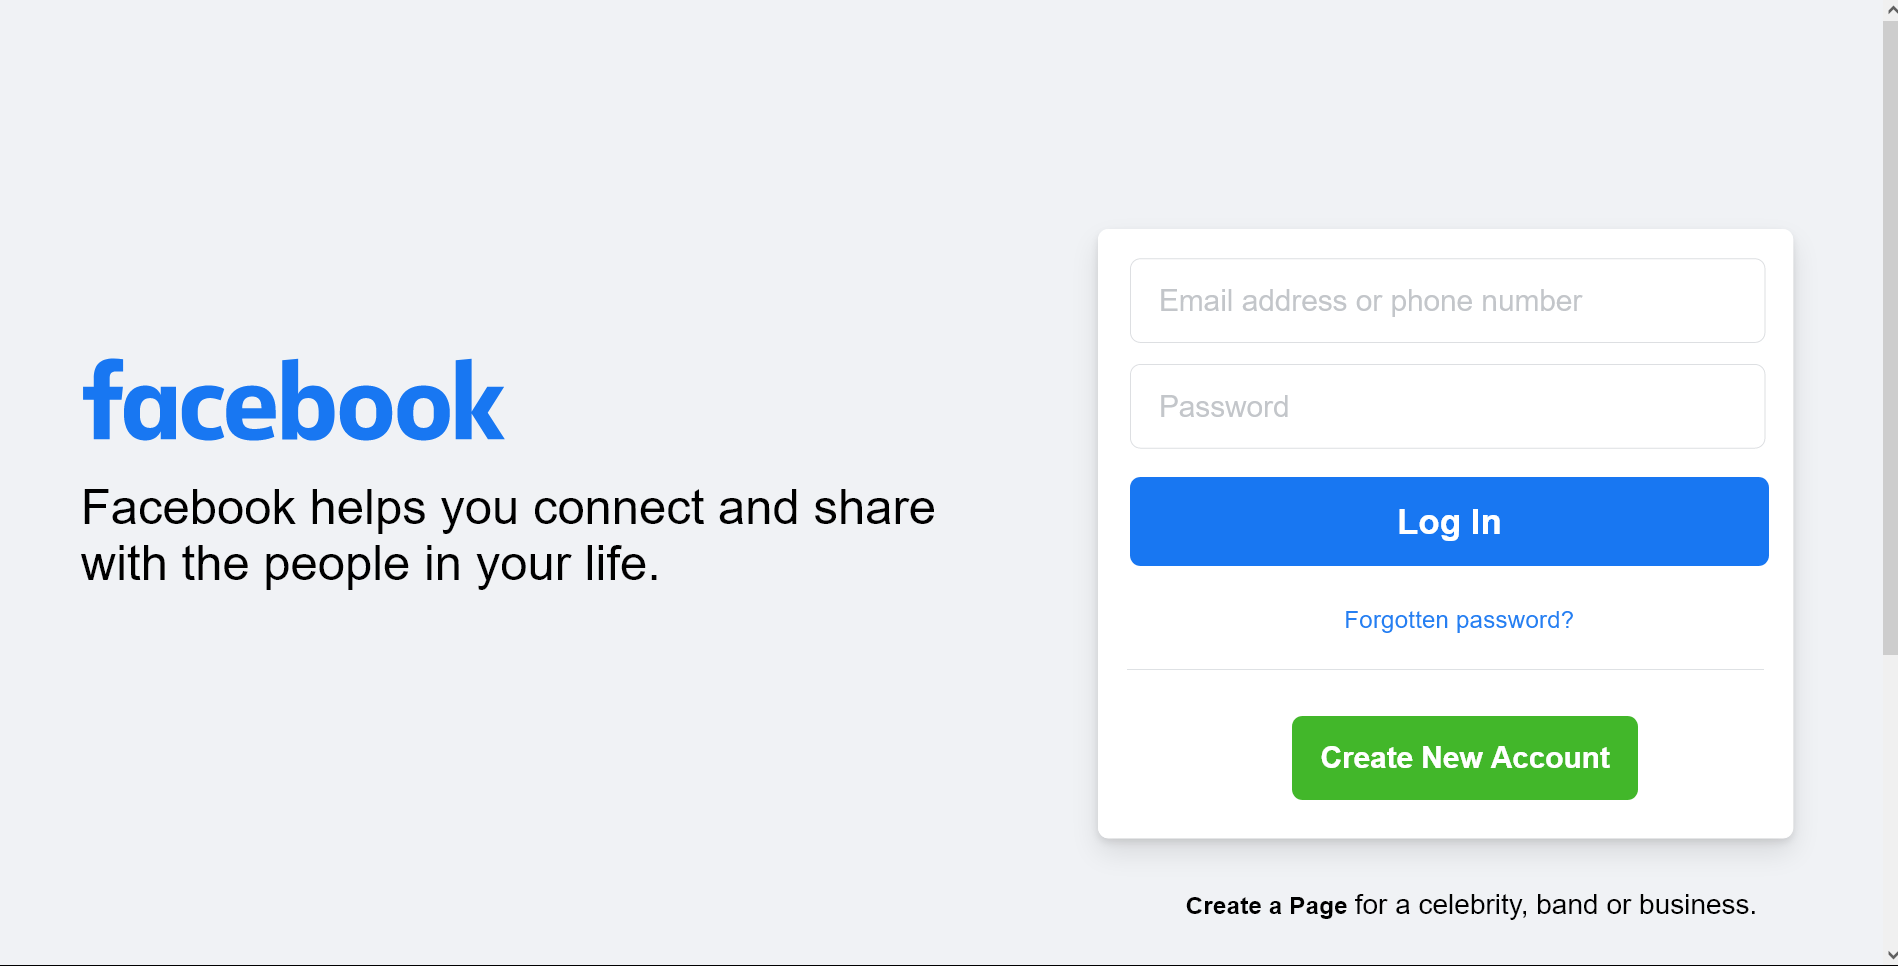 facebook
Facebook helps you connect and share
with the people in your life.
Email address or phone number
Password
Log In
Forgotten password?
Create New Account
Create a Page for a celebrity, band or business.